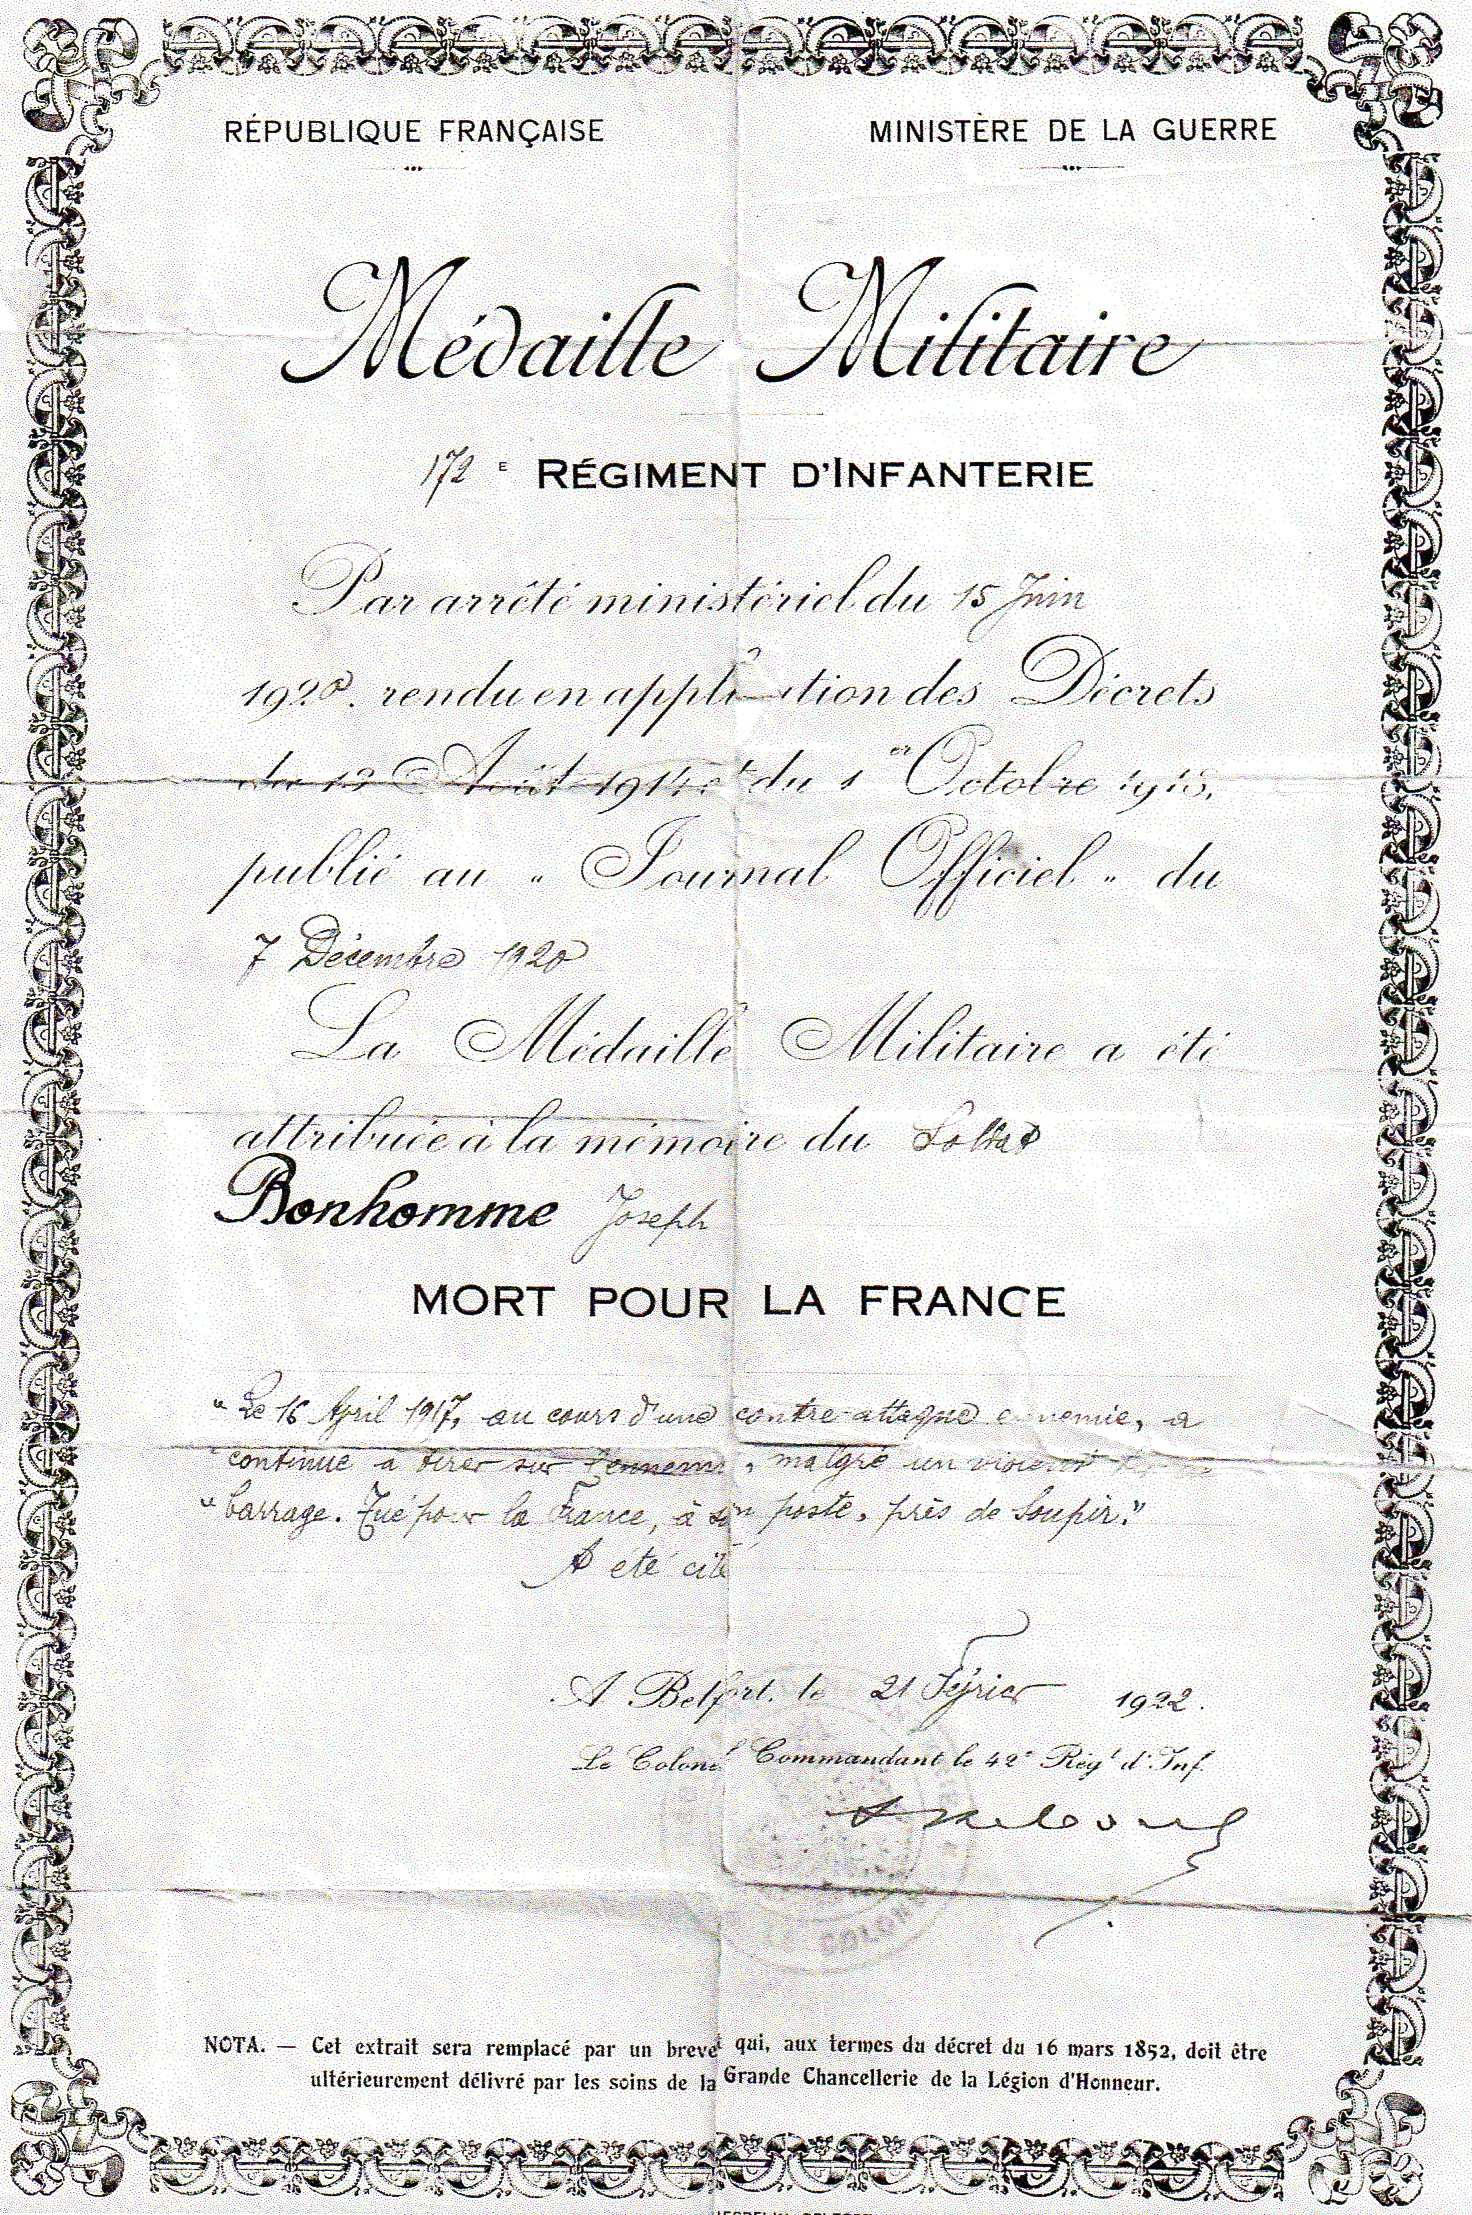 RÉPUBLIQUE FRANÇAISE
MINISTÈRE DE LA GUERRE
Médaille Militaire
172 E RÉGIMENT D'INFANTERIE
Par arrêté ministériel du 15 Juin
1920. rendu en application des Décrets
du 13 Août 1914 et du 1er Octobre 1918,
publié au " Journal Officiel " du
7 Décembre 1920
La Médaille Militaire a été
attribuée à la mémoire du Soldat
Bonhomme Joseph
MORT POUR LA FRANCE
"Le 16 April 1917, au cours d'une contre-attaque ennemie, a
"continué à tirer sur l'ennemi, malgré un violent
"barrage. Tué pour la France, à son poste, près de Soupir."
A été cité
A Belfort, le 21 Février 1922.
Le Colonel Commandant le 42e Régt d'Inf.
NOTA. — Cet extrait sera remplacé par un brevet qui, aux termes du décret du 16 mars 1852, doit être
ultérieurement délivré par les soins de la Grande Chancellerie de la Légion d'Honneur.